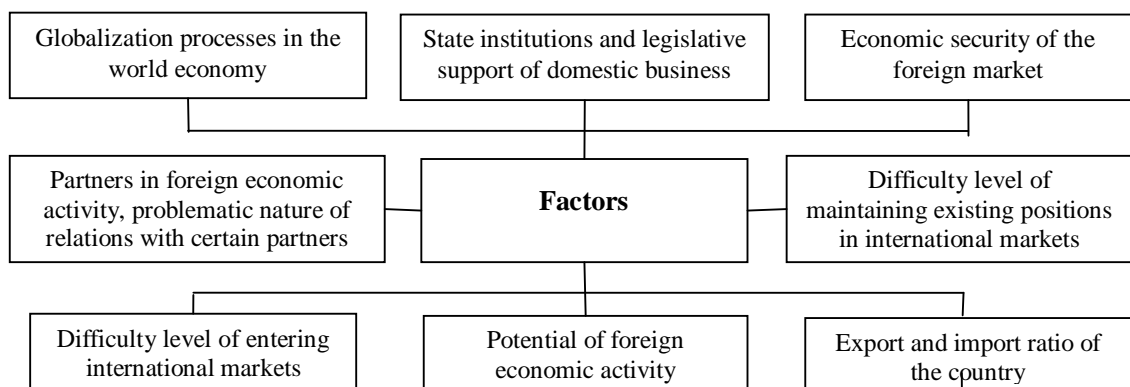 Globalization processes in the
world economy
State institutions and legislative
support of domestic business
Economic security of the
foreign market
Partners in foreign economic
activity, problematic nature of
relations with certain partners
Factors
Difficulty level of
maintaining existing positions
in international markets
Difficulty level of entering
international markets
Potential of foreign
economic activity
Export and import ratio of
the country